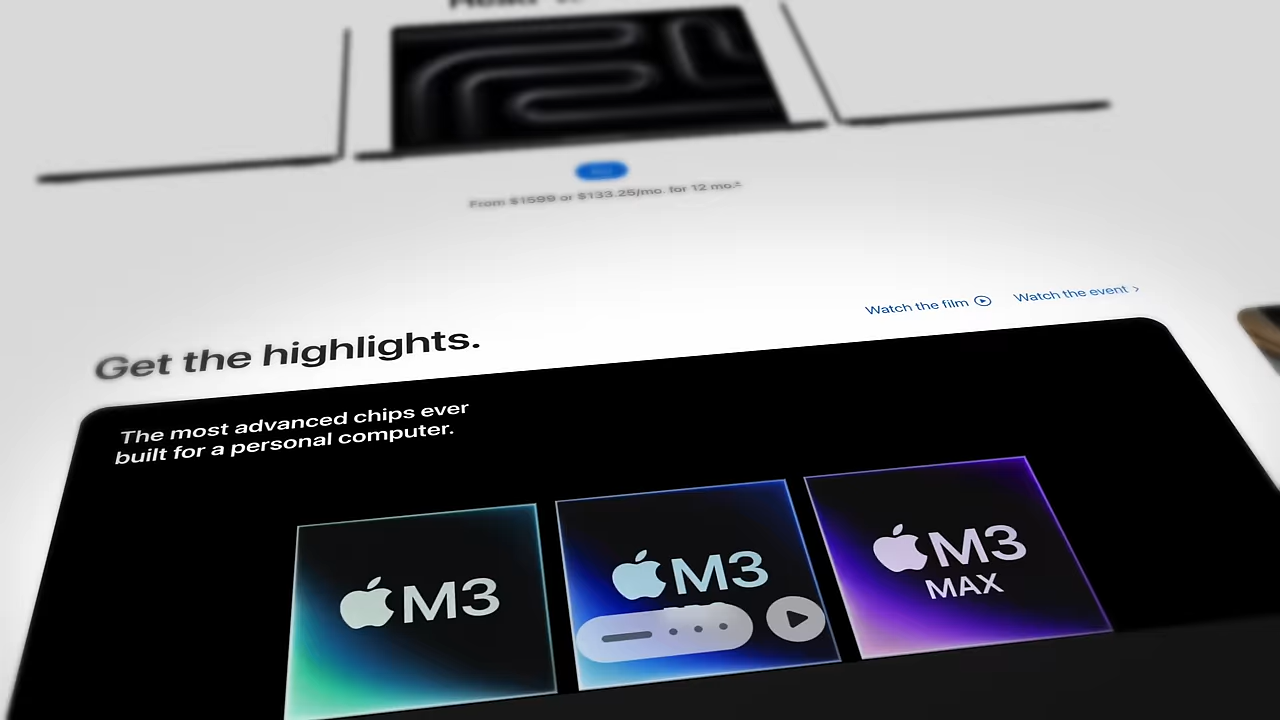 From $1599 or $133.25/mo. for 12 mo.±
Watch the film
Watch the event >
Get the highlights.
The most advanced chips ever
built for a personal computer.
M3
M3
M3
MAX